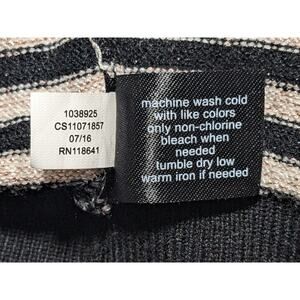 1038925
CS11071857
07/16
RN118641
machine wash cold
with like colors
only non-chlorine
bleach when
needed
tumble dry low
warm iron if needed